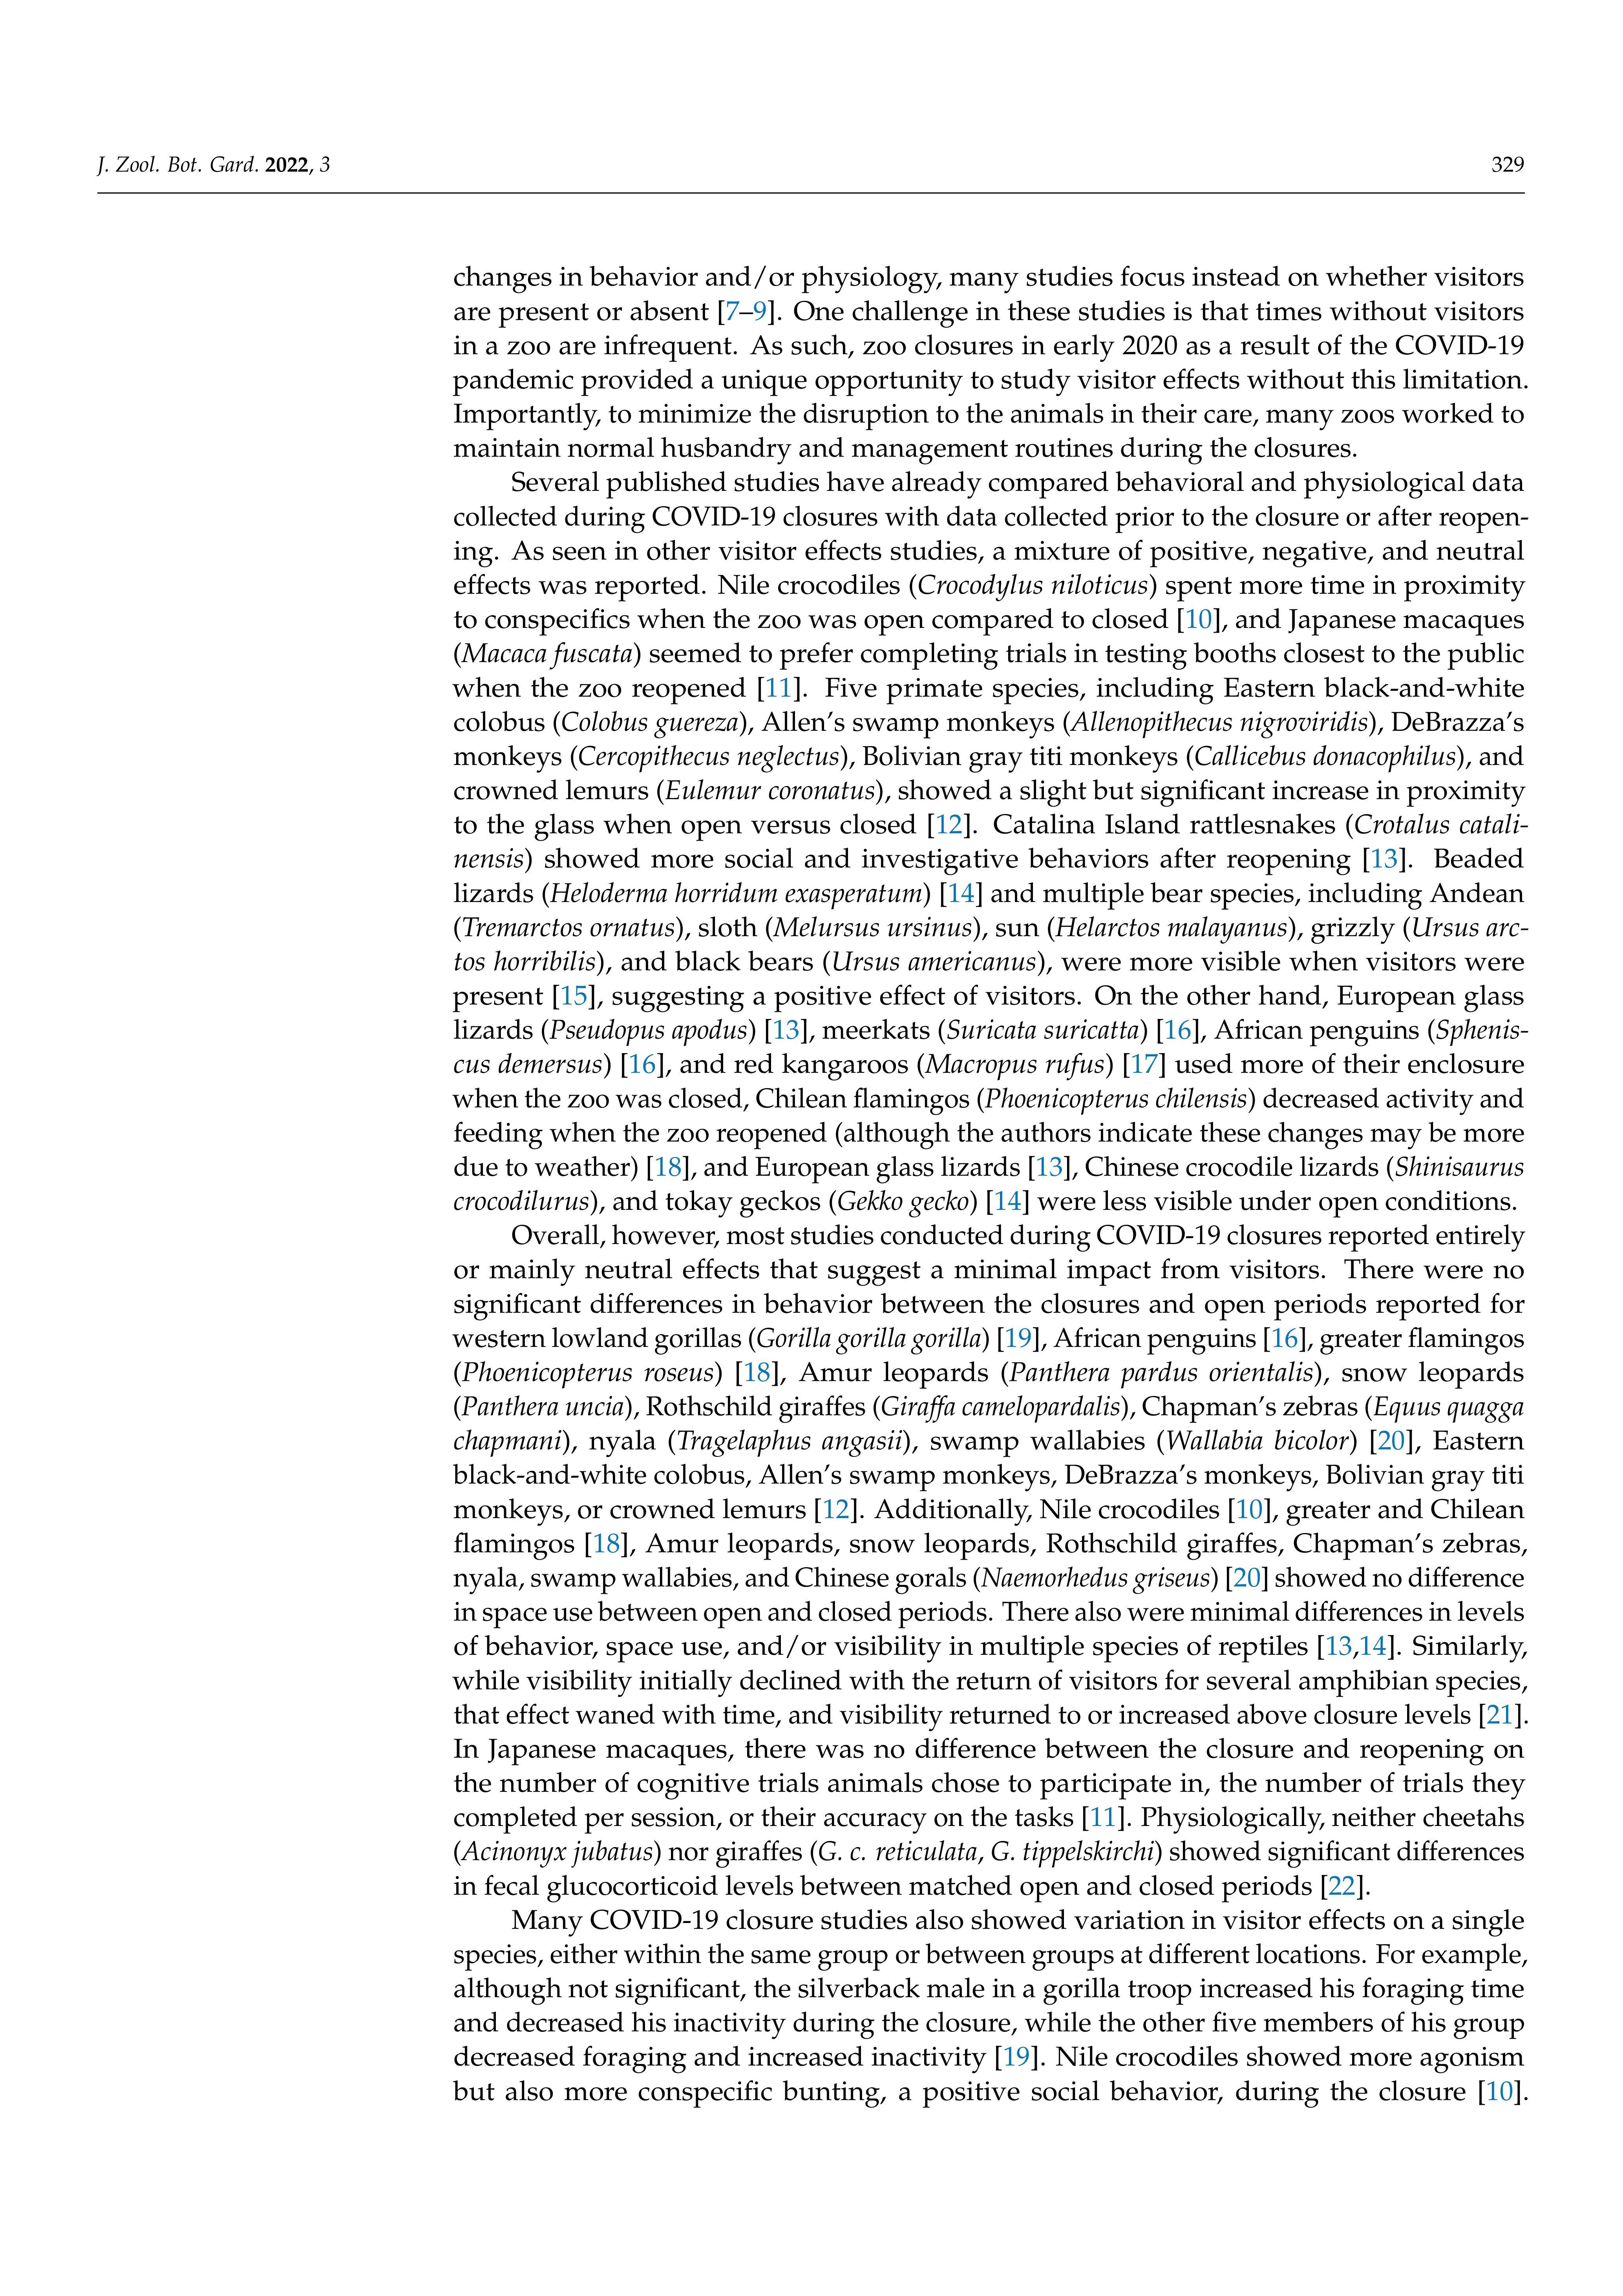 J. Zool. Bot. Gard. 2022, 3
329
changes in behavior and/or physiology, many studies focus instead on whether visitors
are present or absent [7–9]. One challenge in these studies is that times without visitors
in a zoo are infrequent. As such, zoo closures in early 2020 as a result of the COVID-19
pandemic provided a unique opportunity to study visitor effects without this limitation.
Importantly, to minimize the disruption to the animals in their care, many zoos worked to
maintain normal husbandry and management routines during the closures.
Several published studies have already compared behavioral and physiological data
collected during COVID-19 closures with data collected prior to the closure or after reopen-
ing. As seen in other visitor effects studies, a mixture of positive, negative, and neutral
effects was reported. Nile crocodiles (Crocodylus niloticus) spent more time in proximity
to conspecifics when the zoo was open compared to closed [10], and Japanese macaques
(Macaca fuscata) seemed to prefer completing trials in testing booths closest to the public
when the zoo reopened [11]. Five primate species, including Eastern black-and-white
colobus (Colobus guereza), Allen’s swamp monkeys (Allenopithecus nigroviridis), DeBrazza’s
monkeys (Cercopithecus neglectus), Bolivian gray titi monkeys (Callicebus donacophilus), and
crowned lemurs (Eulemur coronatus), showed a slight but significant increase in proximity
to the glass when open versus closed [12]. Catalina Island rattlesnakes (Crotalus catali-
nensis) showed more social and investigative behaviors after reopening [13]. Beaded
lizards (Heloderma horridum exasperatum) [14] and multiple bear species, including Andean
(Tremarctos ornatus), sloth (Melursus ursinus), sun (Helarctos malayanus), grizzly (Ursus arc-
tos horribilis), and black bears (Ursus americanus), were more visible when visitors were
present [15], suggesting a positive effect of visitors. On the other hand, European glass
lizards (Pseudopus apodus) [13], meerkats (Suricata suricatta) [16], African penguins (Sphenis-
cus demersus) [16], and red kangaroos (Macropus rufus) [17] used more of their enclosure
when the zoo was closed, Chilean flamingos (Phoenicopterus chilensis) decreased activity and
feeding when the zoo reopened (although the authors indicate these changes may be more
due to weather) [18], and European glass lizards [13], Chinese crocodile lizards (Shinisaurus
crocodilurus), and tokay geckos (Gekko gecko) [14] were less visible under open conditions.
Overall, however, most studies conducted during COVID-19 closures reported entirely
or mainly neutral effects that suggest a minimal impact from visitors. There were no
significant differences in behavior between the closures and open periods reported for
western lowland gorillas (Gorilla gorilla gorilla) [19], African penguins [16], greater flamingos
(Phoenicopterus roseus) [18], Amur leopards (Panthera pardus orientalis), snow leopards
(Panthera uncia), Rothschild giraffes (Giraffa camelopardalis), Chapman’s zebras (Equus quagga
chapmani), nyala (Tragelaphus angasii), swamp wallabies (Wallabia bicolor) [20], Eastern
black-and-white colobus, Allen’s swamp monkeys, DeBrazza’s monkeys, Bolivian gray titi
monkeys, or crowned lemurs [12]. Additionally, Nile crocodiles [10], greater and Chilean
flamingos [18], Amur leopards, snow leopards, Rothschild giraffes, Chapman’s zebras,
nyala, swamp wallabies, and Chinese gorals (Naemorhedus griseus) [20] showed no difference
in space use between open and closed periods. There also were minimal differences in levels
of behavior, space use, and/or visibility in multiple species of reptiles [13,14]. Similarly,
while visibility initially declined with the return of visitors for several amphibian species,
that effect waned with time, and visibility returned to or increased above closure levels [21].
In Japanese macaques, there was no difference between the closure and reopening on
the number of cognitive trials animals chose to participate in, the number of trials they
completed per session, or their accuracy on the tasks [11]. Physiologically, neither cheetahs
(Acinonyx jubatus) nor giraffes (G. c. reticulata, G. tippelskirchi) showed significant differences
in fecal glucocorticoid levels between matched open and closed periods [22].
Many COVID-19 closure studies also showed variation in visitor effects on a single
species, either within the same group or between groups at different locations. For example,
although not significant, the silverback male in a gorilla troop increased his foraging time
and decreased his inactivity during the closure, while the other five members of his group
decreased foraging and increased inactivity [19]. Nile crocodiles showed more agonism
but also more conspecific bunting, a positive social behavior, during the closure [10].